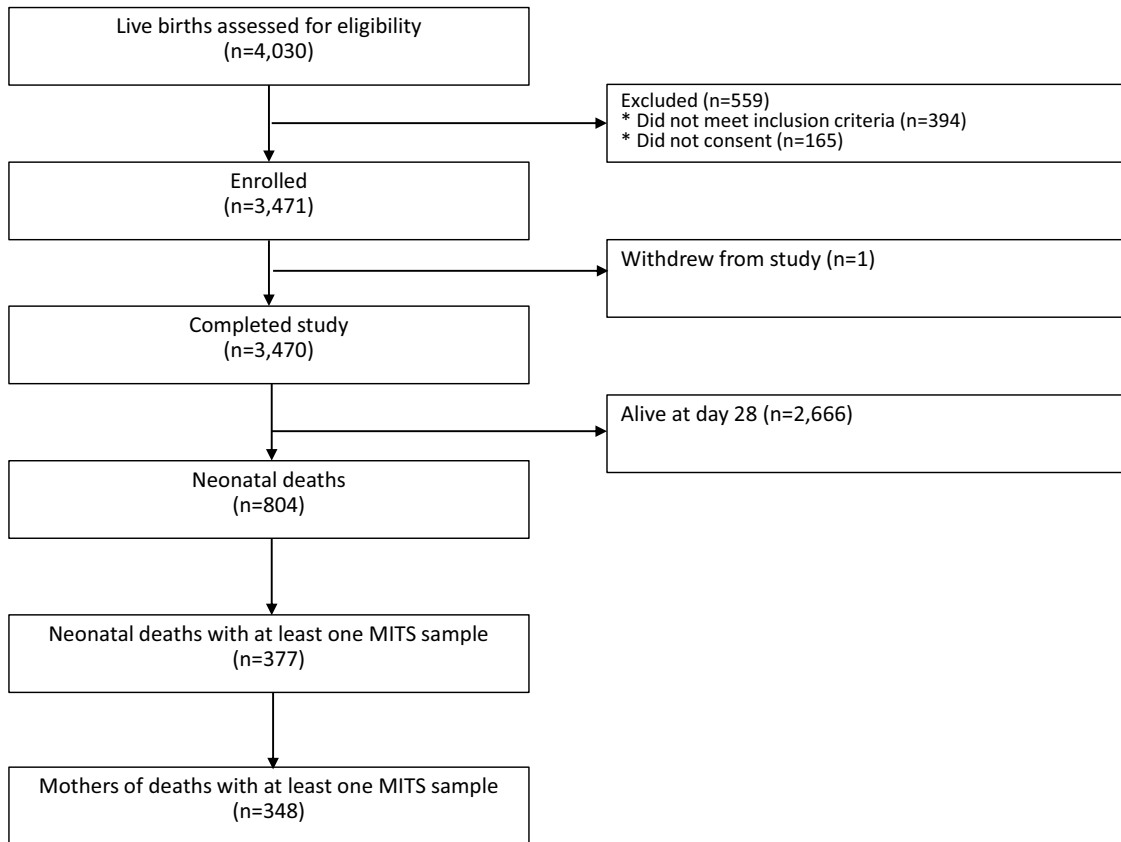 Live births assessed for eligibility
(n=4,030)
Excluded (n=559)
* Did not meet inclusion criteria (n=394)
* Did not consent (n=165)
Enrolled
(n=3,471)
Withdrew from study (n=1)
Completed study
(n=3,470)
Alive at day 28 (n=2,666)
Neonatal deaths
(n=804)
Neonatal deaths with at least one MITS sample
(n=377)
Mothers of deaths with at least one MITS sample
(n=348)